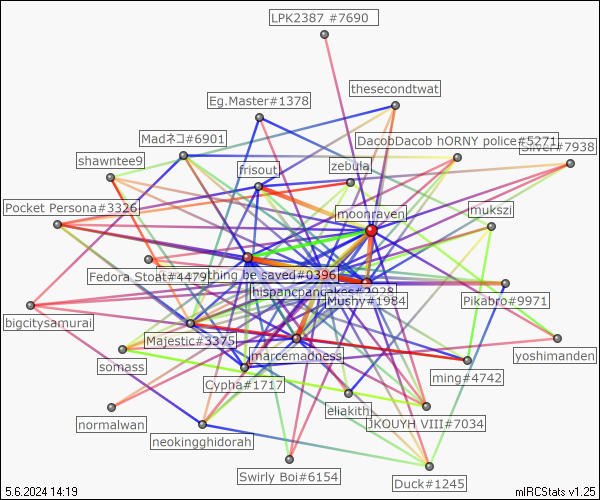 LPK2387 #7690
thesecondtwat
Eg.Master#1378
Madネコ#6901
DacobDacob hORNY police#5271
Silver#7938
shawntee9
zebula
frisout
Pocket Persona#3326
moonraven
mukszi
Fedora Stoat#4479
thing be saved#0396
hispanicpancakes#2028
Mushy#1984
Pikabro#9971
bigcitysamurai
Majestic#3375
marcemadness
yoshimanden
somass
Cypha#1717
ming#4742
eliakith
normalwan
JKOUYH VIII#7034
neokingghidorah
Swirly Boi#6154
Duck#1245
5.6.2024 14:19
mIRCStats v1.25